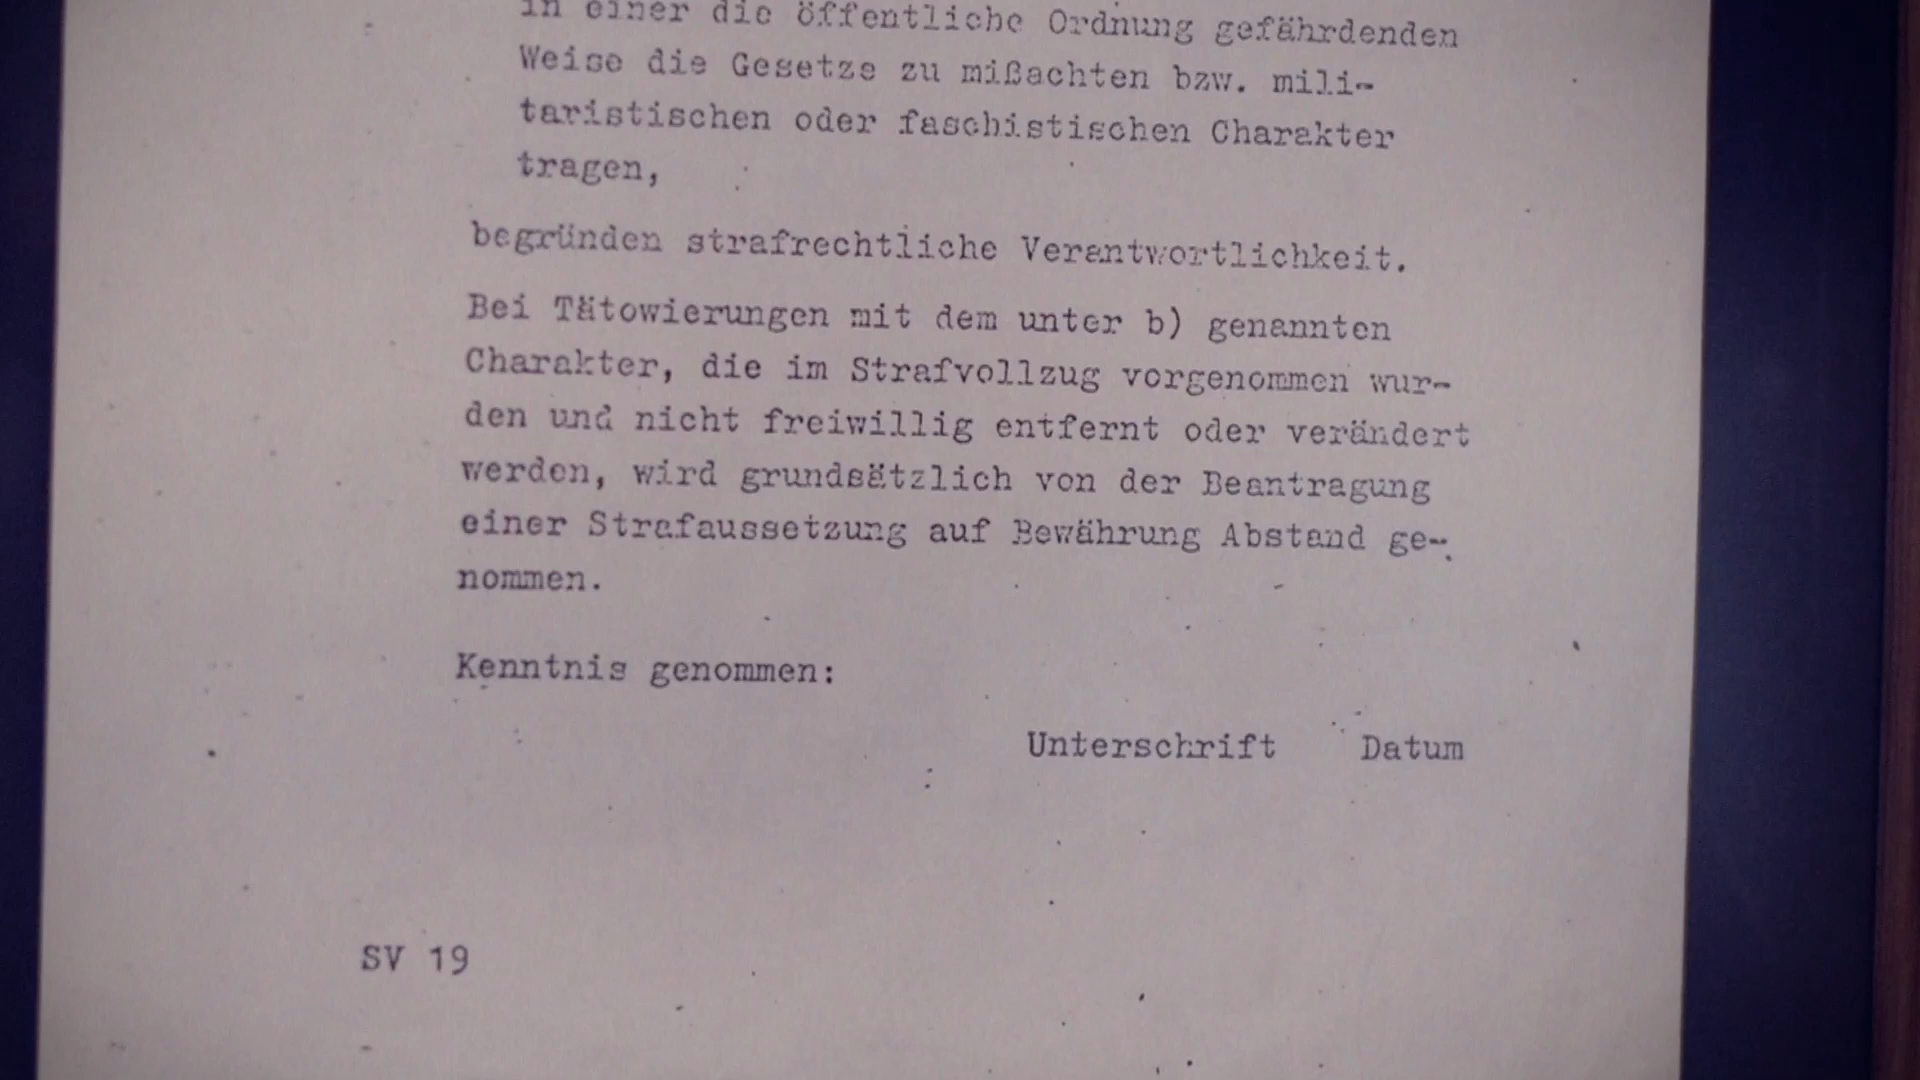 in einer die öffentliche Ordnung gefährdenden
Weise die Gesetze zu mißachten bzw. mili-
taristischen oder faschistischen Charakter
tragen,
begründen strafrechtliche Verantwortlichkeit.
Bei Tätowierungen mit dem unter b) genannten
Charakter, die im Strafvollzug vorgenommen wur-
den und nicht freiwillig entfernt oder verändert
werden, wird grundsätzlich von der Beantragung
einer Strafaussetzung auf Bewährung Abstand ge-
nommen.
Kenntnis genommen:
Unterschrift Datum
SV 19